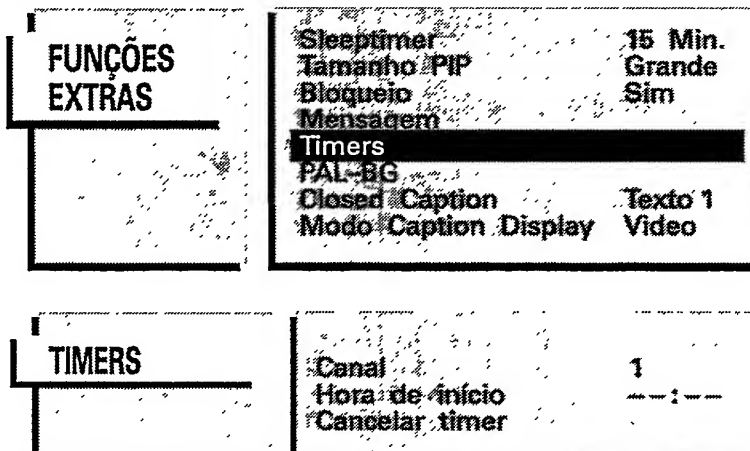 FUNÇÕES
EXTRAS
Sleeptimer 15 Min.
Tamanho PIP Grande
Bloqueio Sim
Mensagem
Timers
PAL-BG
Closed Caption Texto 1
Modo Caption Display Video
TIMERS
Canal 1
Hora de início --:--
Cancelar timer